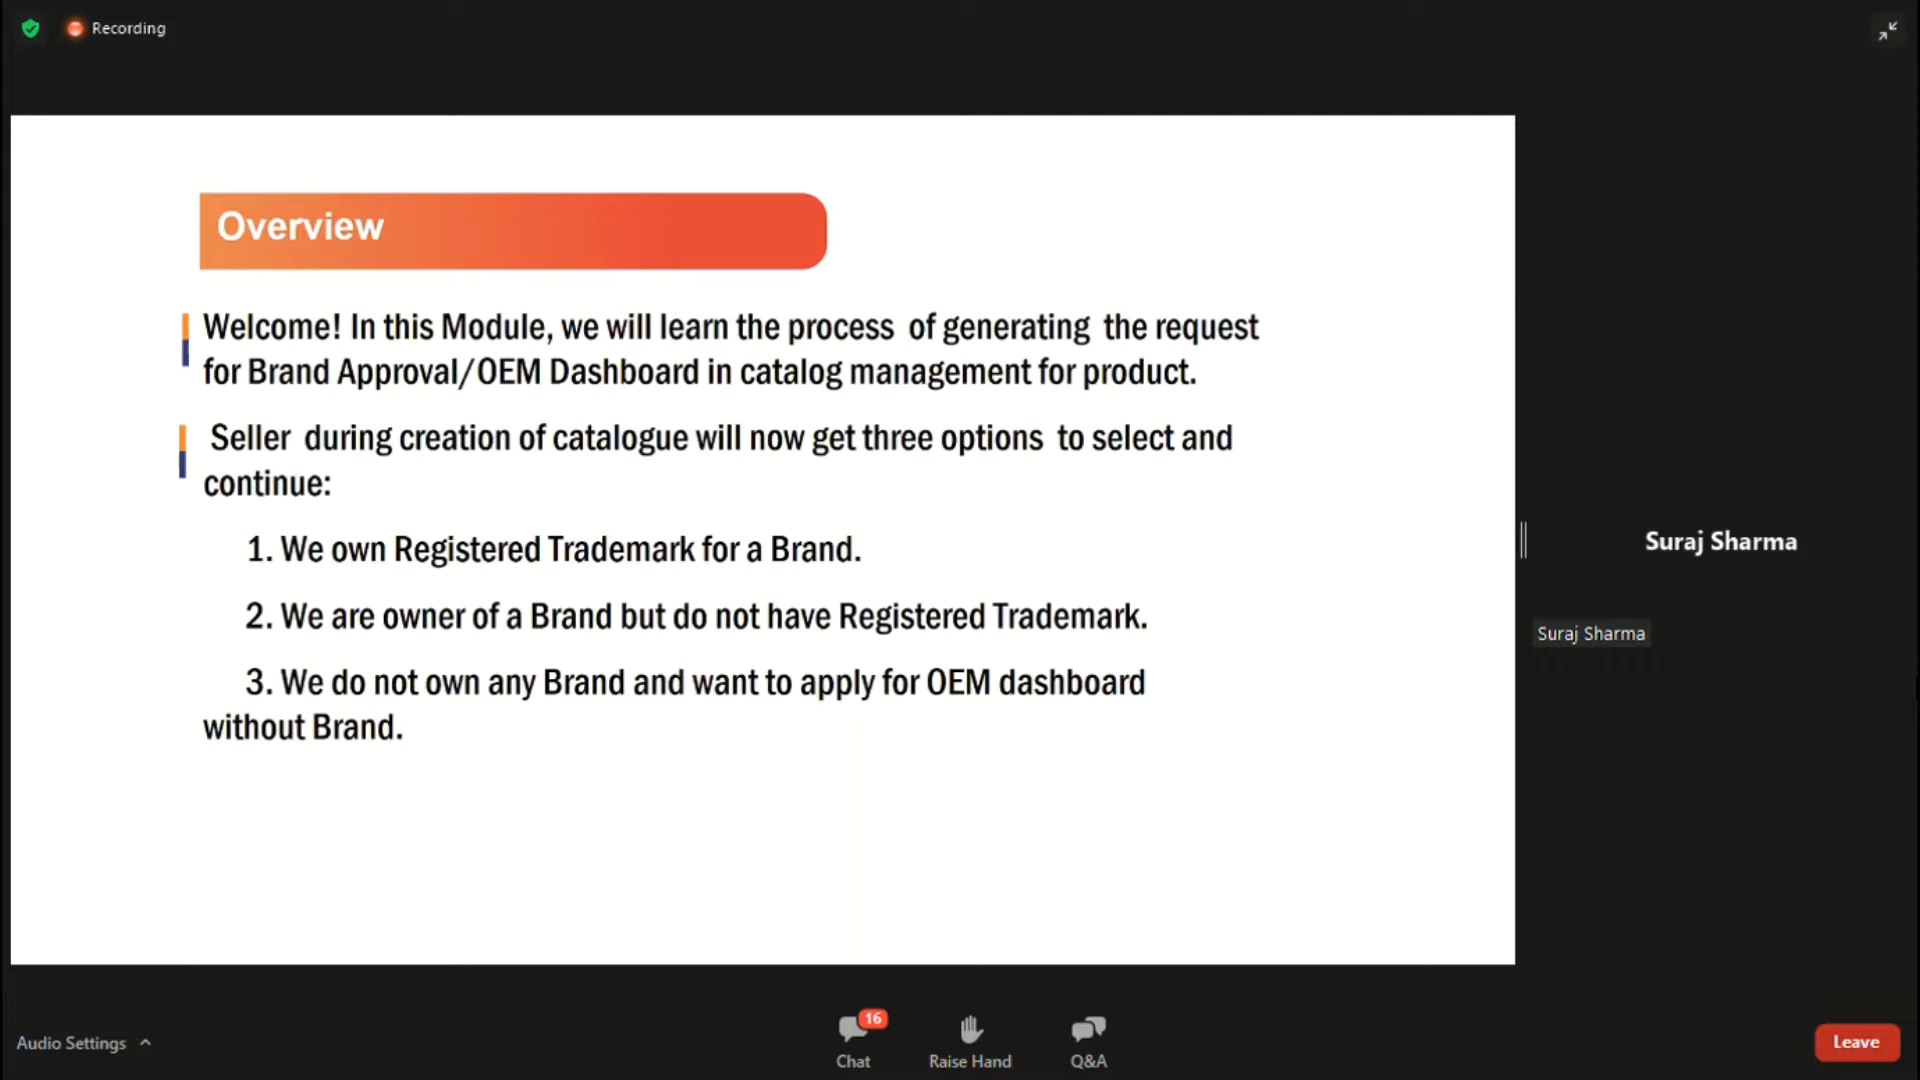 Recording
Overview
Welcome! In this Module, we will learn the process of generating the request
for Brand Approval/OEM Dashboard in catalog management for product.
Seller during creation of catalogue will now get three options to select and
continue:
1. We own Registered Trademark for a Brand.
2. We are owner of a Brand but do not have Registered Trademark.
3. We do not own any Brand and want to apply for OEM dashboard
without Brand.
Suraj Sharma
Suraj Sharma
Audio Settings
16
Chat
Raise Hand
Q&A
Leave